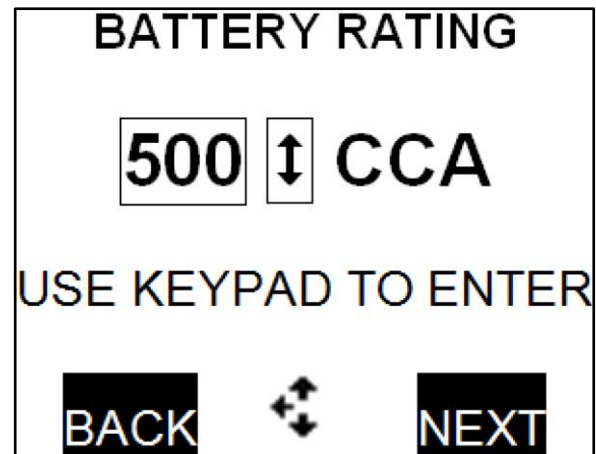 BATTERY RATING
500 ↕ CCA
USE KEYPAD TO ENTER
BACK NEXT